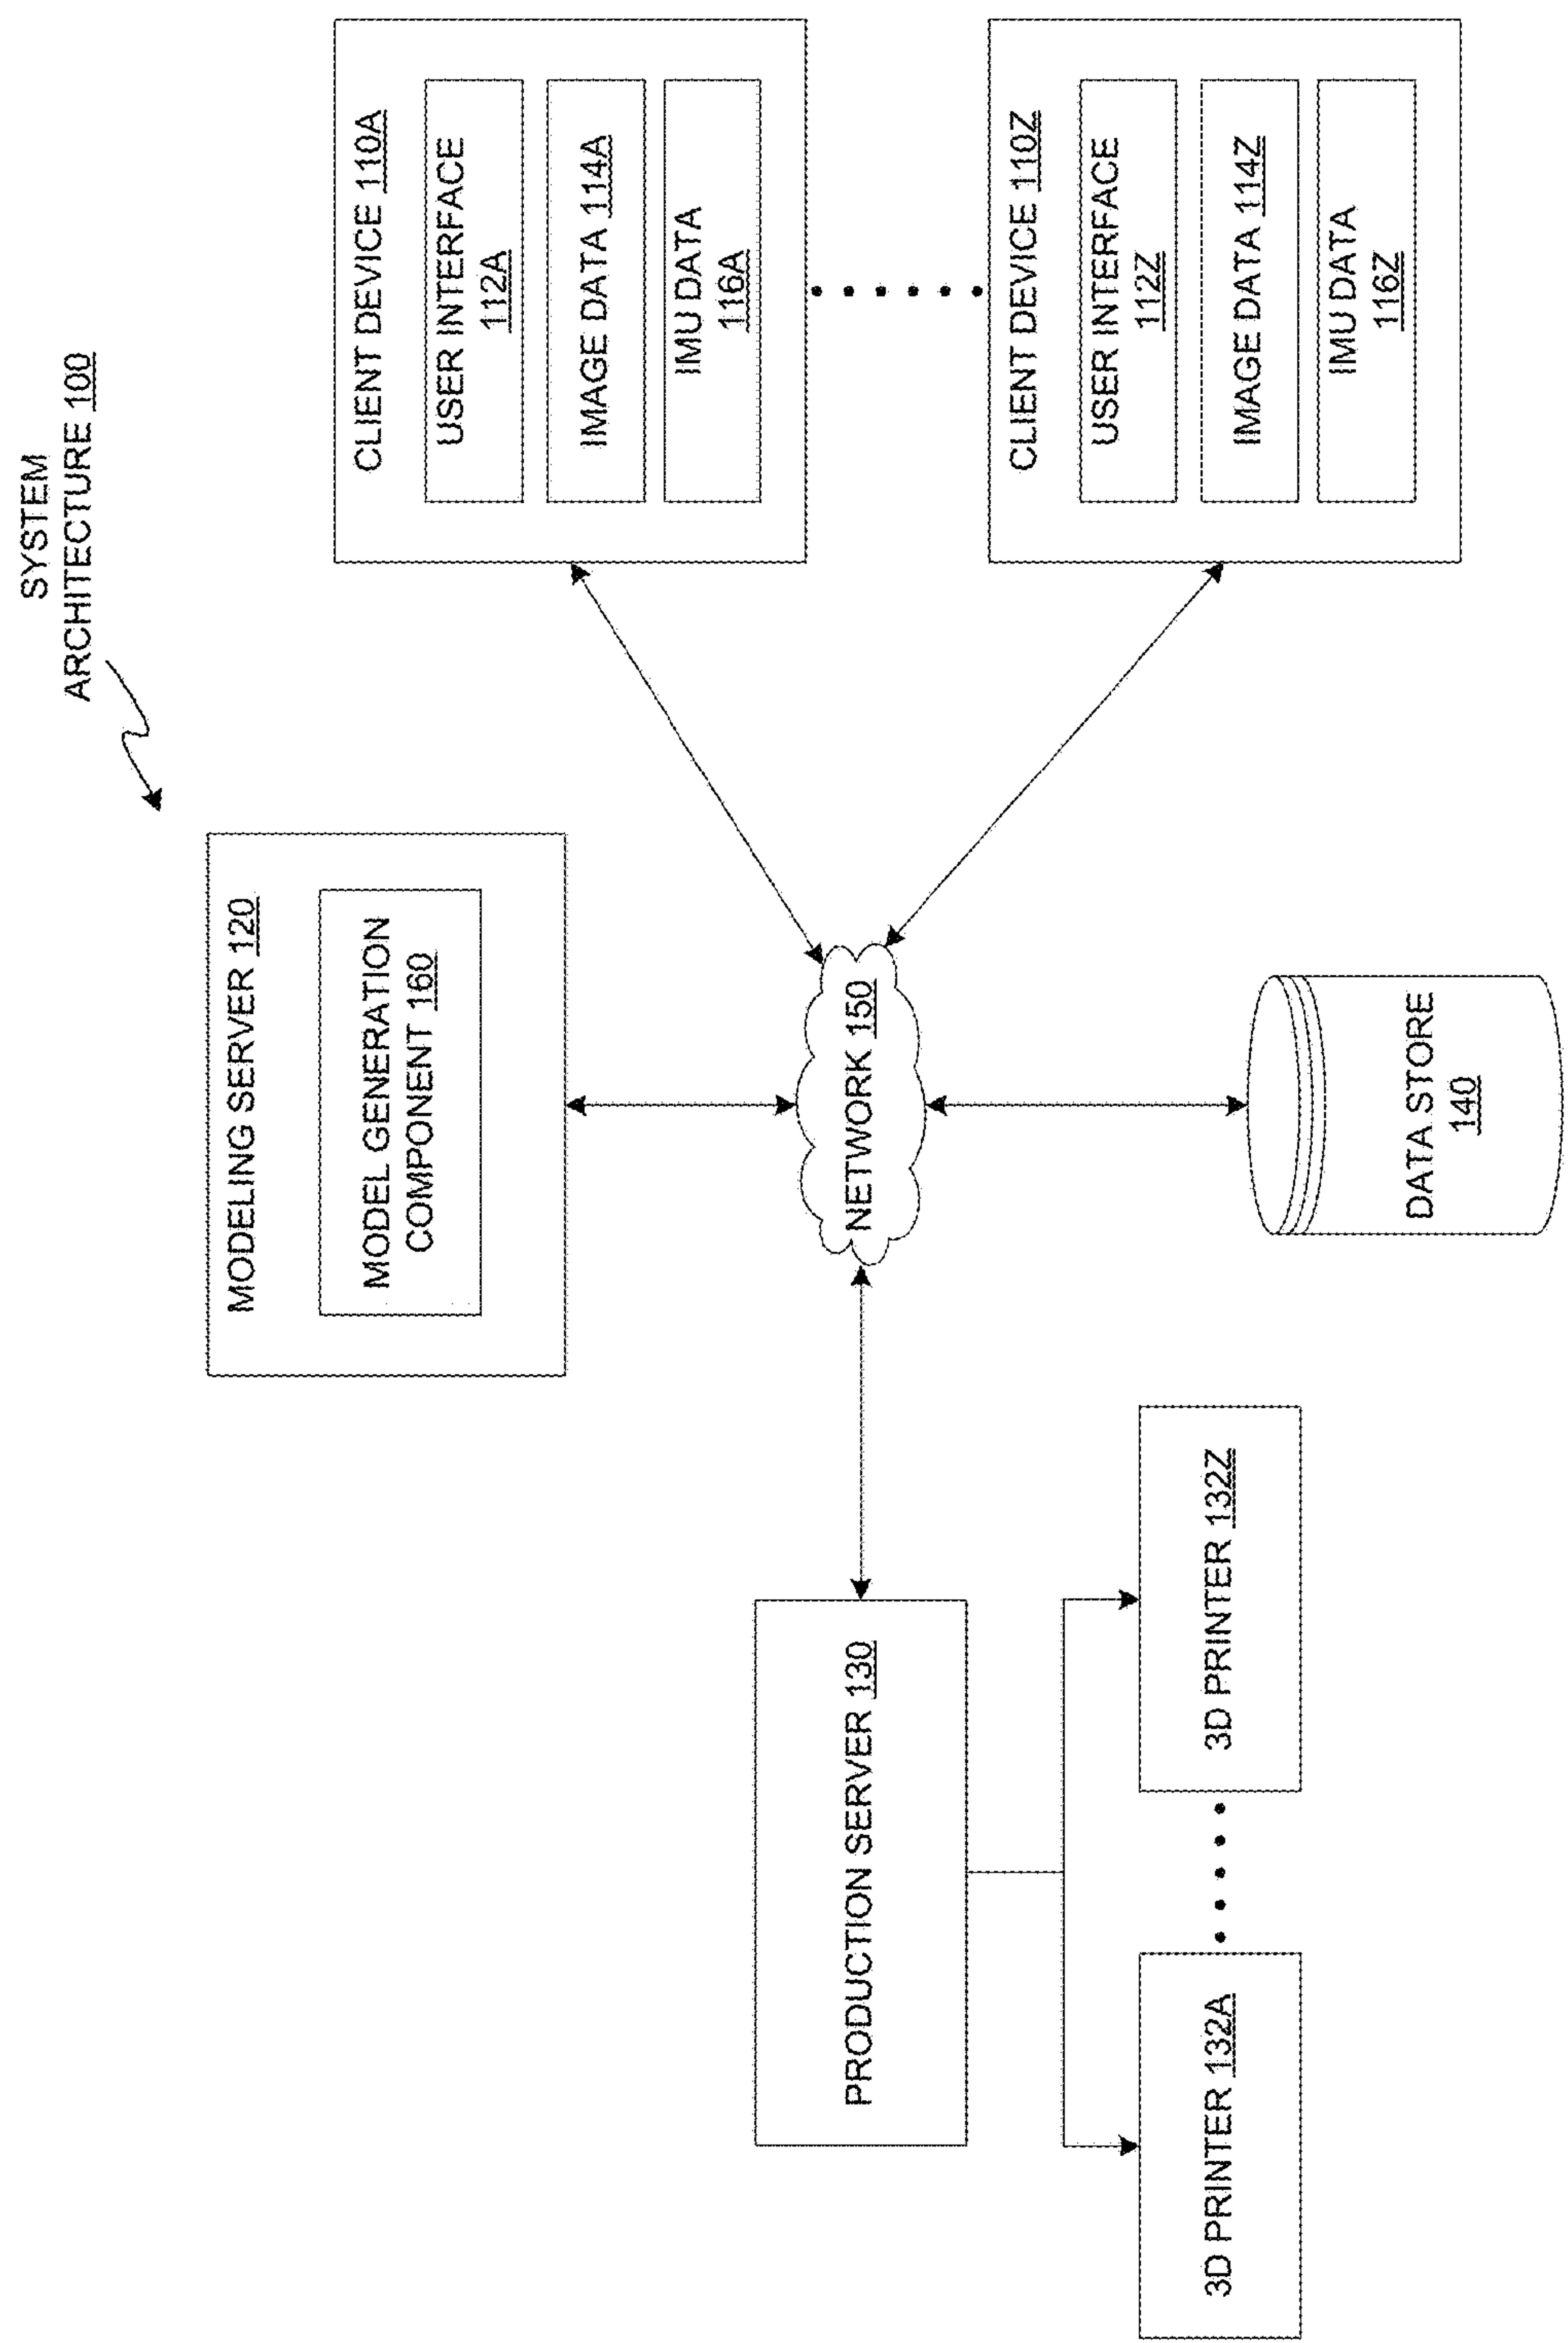 SYSTEM
ARCHITECTURE 100
MODELING SERVER 120
MODEL GENERATION
COMPONENT 160
CLIENT DEVICE 110A
USER INTERFACE
112A
IMAGE DATA 114A
IMU DATA
116A
PRODUCTION SERVER 130
NETWORK 150
CLIENT DEVICE 110Z
USER INTERFACE
112Z
IMAGE DATA 114Z
IMU DATA
116Z
3D PRINTER 132A
3D PRINTER 132Z
DATA STORE
140